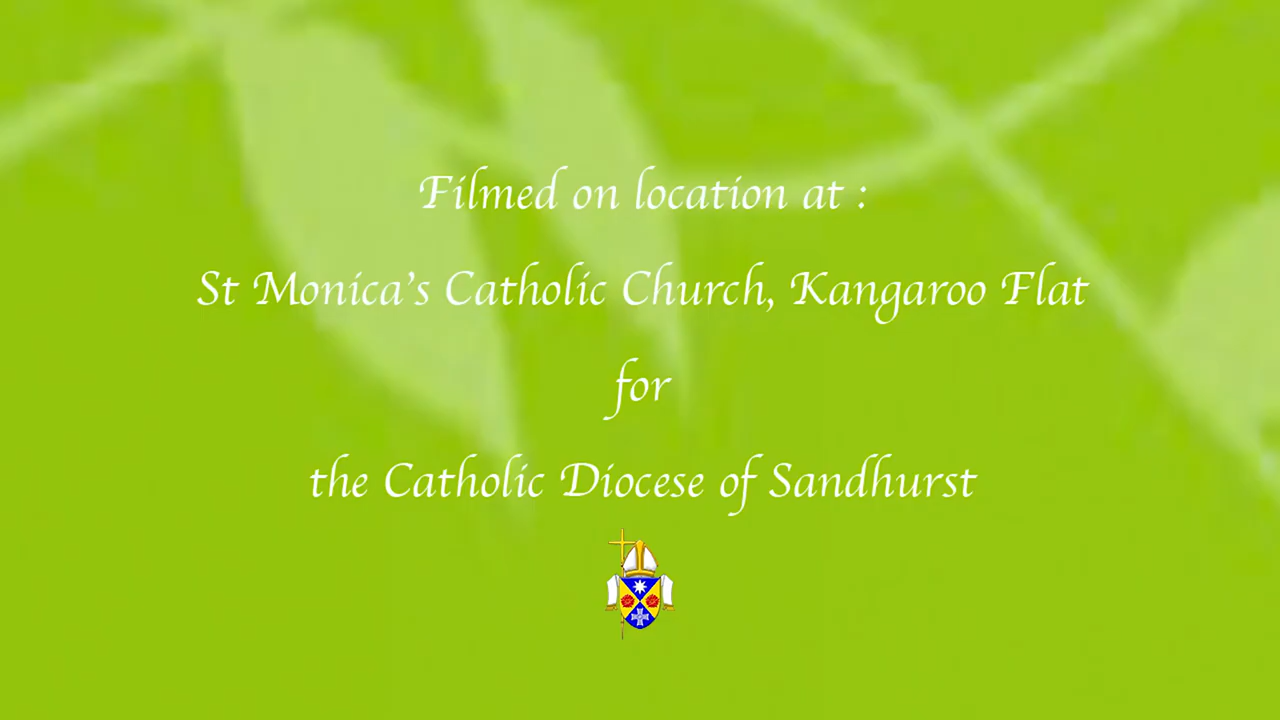 Filmed on location at :
St Monica's Catholic Church, Kangaroo Flat
for
the Catholic Diocese of Sandhurst